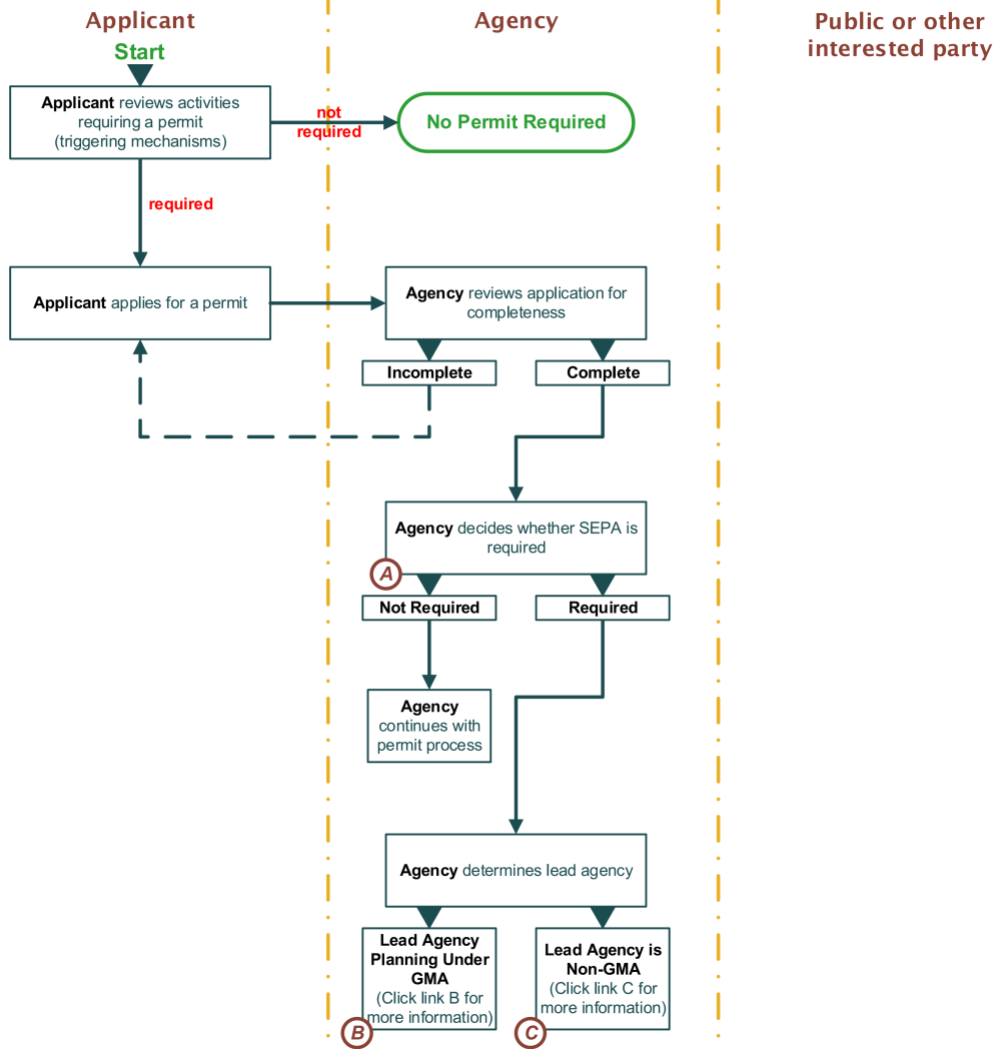 Applicant
Agency
Public or other
interested party
Start
Applicant reviews activities
requiring a permit
(triggering mechanisms)
not
required
No Permit Required
required
Applicant applies for a permit
Agency reviews application for
completeness
Incomplete
Complete
Agency decides whether SEPA is
required
A
Not Required
Required
Agency
continues with
permit process
Agency determines lead agency
Lead Agency
Planning Under
GMA
(Click link B for
more information)
B
Lead Agency is
Non-GMA
(Click link C for
more information)
C